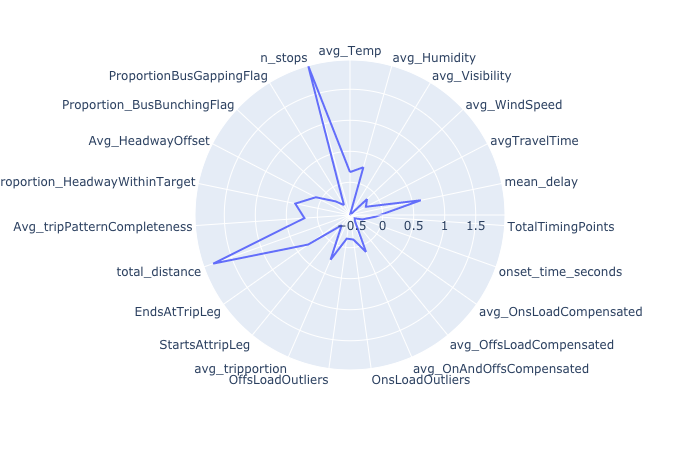 avg_Temp
n_stops
avg_Humidity
ProportionBusGappingFlag
avg_Visibility
Proportion_BusBunchingFlag
avg_WindSpeed
Avg_HeadwayOffset
avgTravelTime
roportion_HeadwayWithinTarget
mean_delay
Avg_tripPatternCompleteness
−0.5 0 0.5 1 1.5
TotalTimingPoints
total_distance
onset_time_seconds
EndsAtTripLeg
avg_OnsLoadCompensated
StartsAttripLeg
avg_OffsLoadCompensated
avg_tripportion
avg_OnAndOffsCompensated
OffsLoadOutliers
OnsLoadOutliers